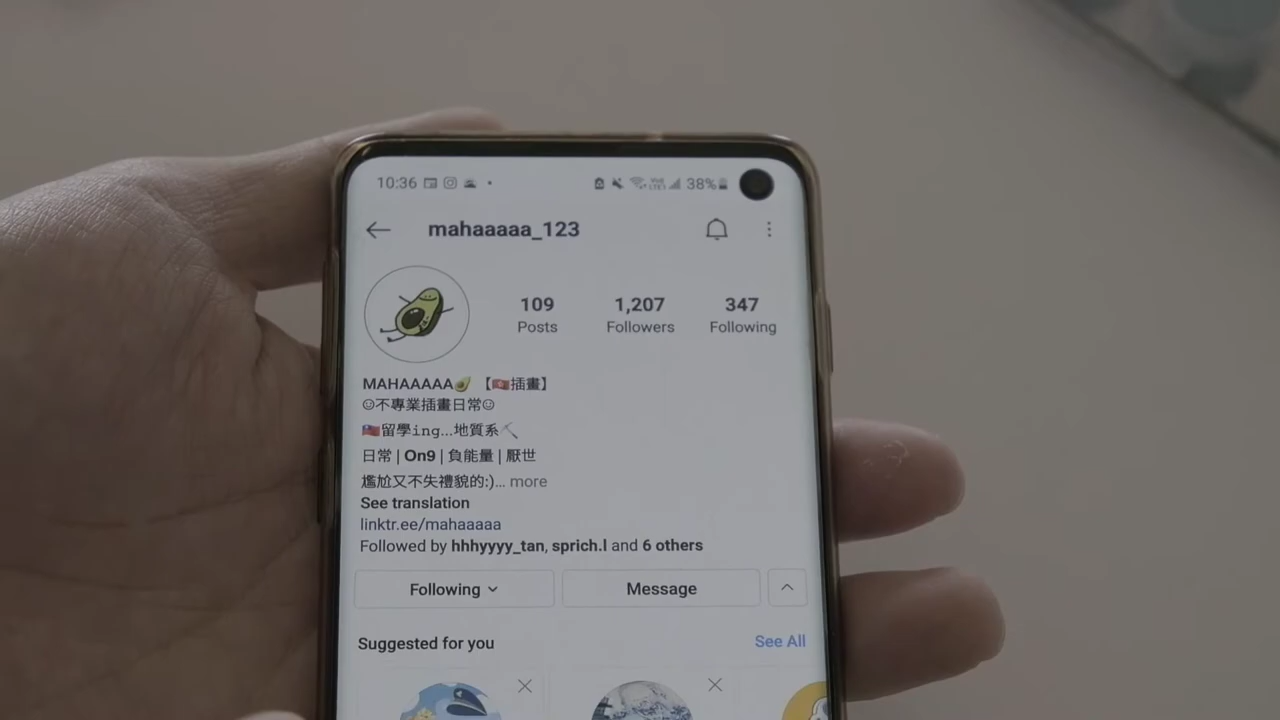 10:36 38%
mahaaaaa_123
109 1,207 347
Posts Followers Following
MAHAAAAA🥑 【🇭🇰插畫】
☺不專業插畫日常☺
🇹🇼留學ing...地質系⛏
日常 | On9 | 負能量 | 厭世
尷尬又不失禮貌的:)... more
See translation
linktr.ee/mahaaaaa
Followed by hhhyyyy_tan, sprich.l and 6 others
Following Message
Suggested for you See All